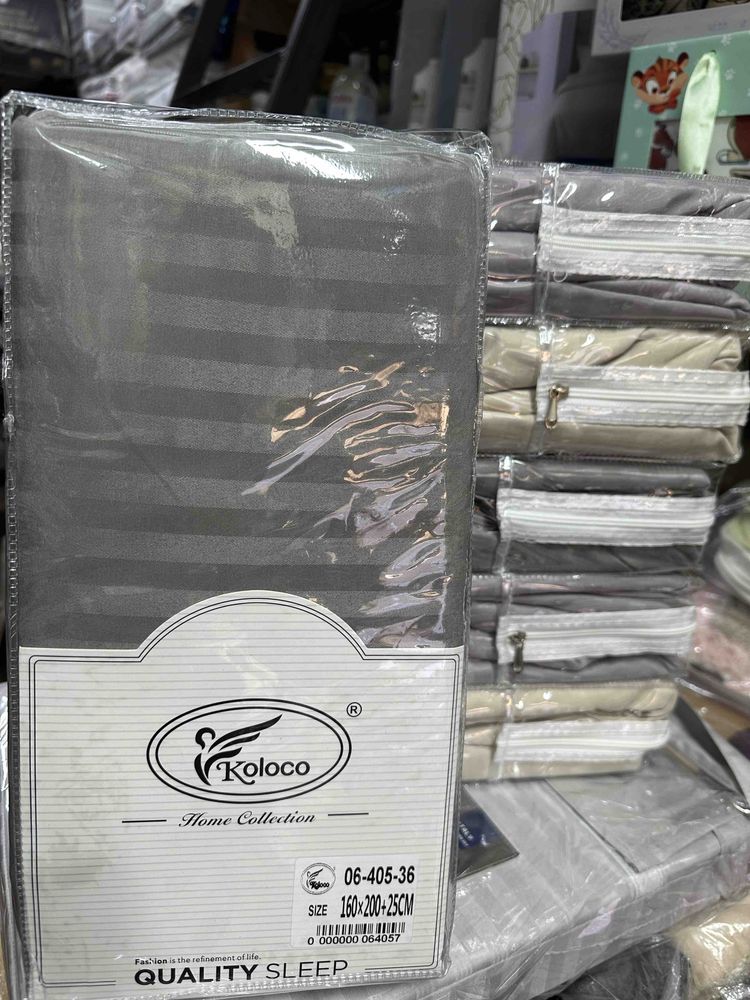 ®
Koloco
Home Collection
Koloco
06-405-36
SIZE 160×200+25CM
0 000000 064057
Fashion is the refinement of life.
QUALITY SLEEP